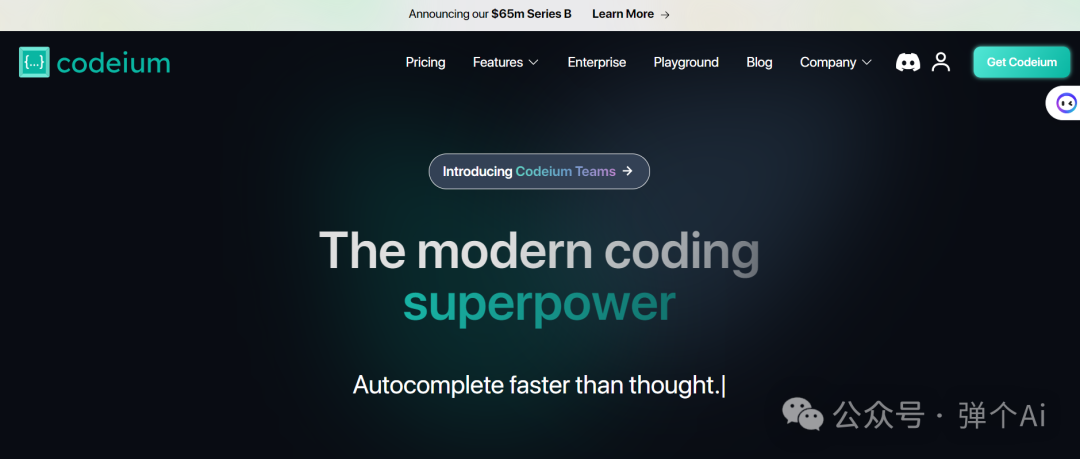 Announcing our $65m Series B Learn More →
{...} codeium Pricing Features Enterprise Playground Blog Company Get Codeium
Introducing Codeium Teams →
The modern coding
superpower
Autocomplete faster than thought.|
公众号 · 弹个Ai